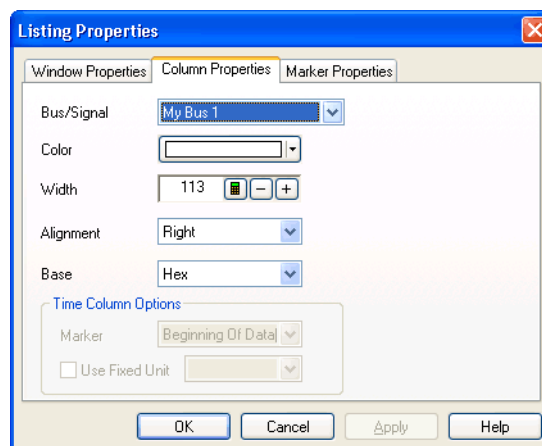 Listing Properties
Window Properties Column Properties Marker Properties
Bus/Signal My Bus 1
Color
Width 113 − +
Alignment Right
Base Hex
Time Column Options
Marker Beginning Of Data
Use Fixed Unit
OK Cancel Apply Help